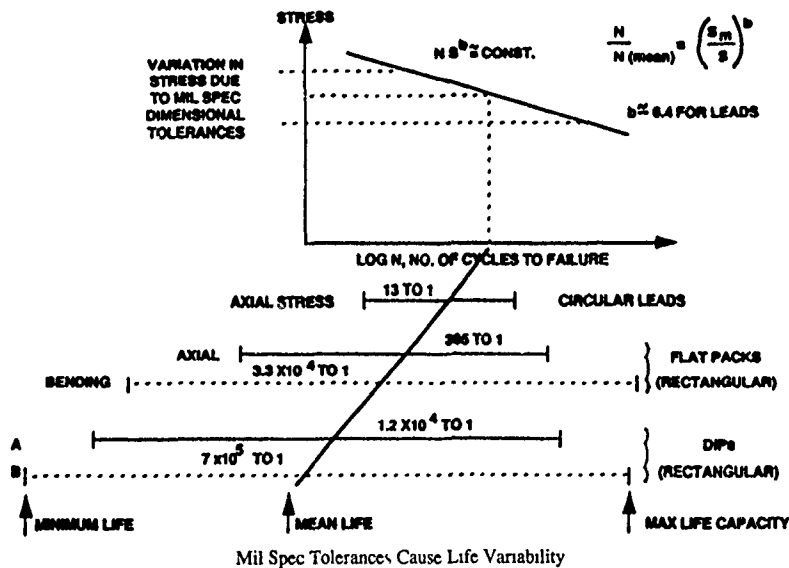 STRESS
N S^b ≅ CONST.
N / N (mean) = (S_m / S)^b
VARIATION IN
STRESS DUE
TO MIL SPEC
DIMENSIONAL
TOLERANCES
b ≅ 6.4 FOR LEADS
LOG N, NO. OF CYCLES TO FAILURE
AXIAL STRESS
13 TO 1
CIRCULAR LEADS
AXIAL
365 TO 1
FLAT PACKS
BENDING
3.3 X10^4 TO 1
(RECTANGULAR)
A
1.2 X10^4 TO 1
DIPs
B
7 x10^5 TO 1
(RECTANGULAR)
MINIMUM LIFE
MEAN LIFE
MAX LIFE CAPACITY
Mil Spec Tolerances Cause Life Variability